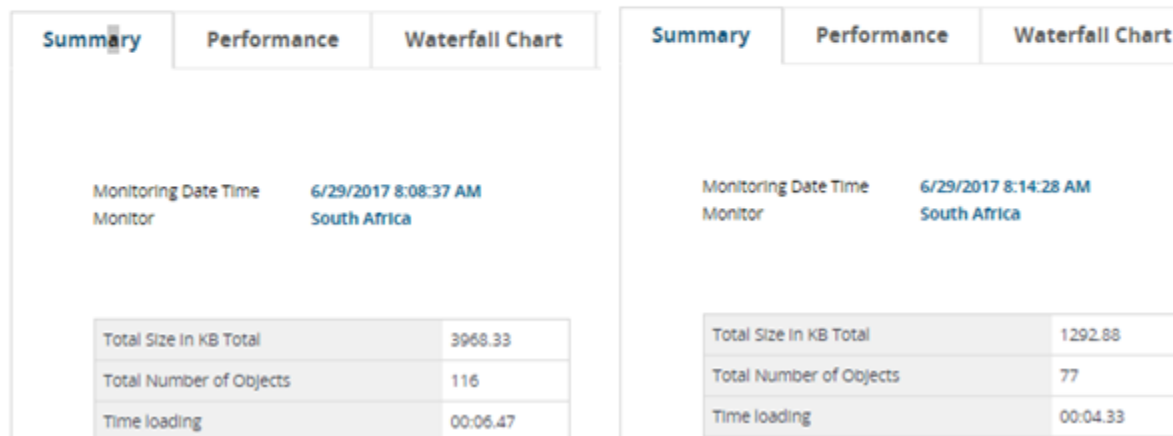 Summary Performance Waterfall Chart
Monitoring Date Time 6/29/2017 8:08:37 AM
Monitor South Africa
Total Size in KB Total 3968.33
Total Number of Objects 116
Time loading 00:06.47
Summary Performance Waterfall Chart
Monitoring Date Time 6/29/2017 8:14:28 AM
Monitor South Africa
Total Size in KB Total 1292.88
Total Number of Objects 77
Time loading 00:04.33